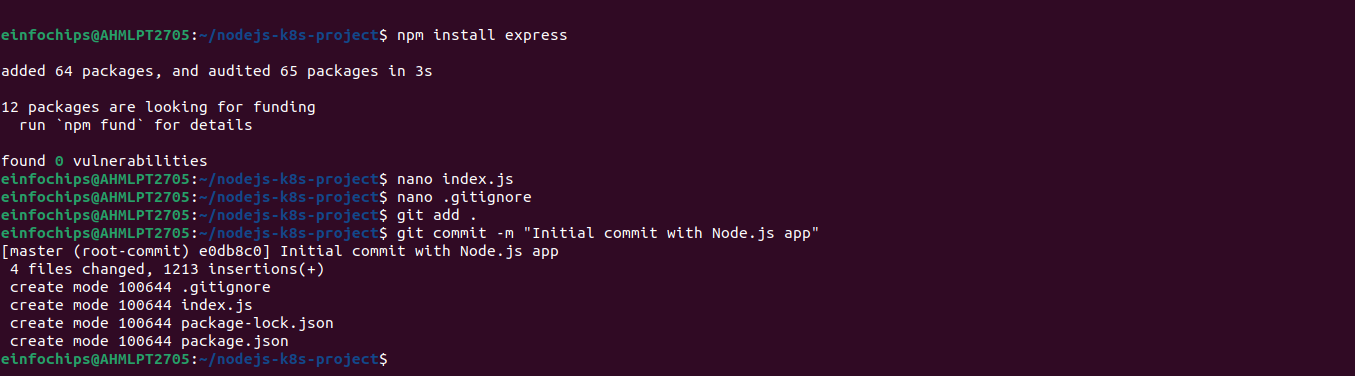 einfochips@AHMLPT2705:~/nodejs-k8s-project$ npm install express
added 64 packages, and audited 65 packages in 3s
12 packages are looking for funding
  run `npm fund` for details
found 0 vulnerabilities
einfochips@AHMLPT2705:~/nodejs-k8s-project$ nano index.js
einfochips@AHMLPT2705:~/nodejs-k8s-project$ nano .gitignore
einfochips@AHMLPT2705:~/nodejs-k8s-project$ git add .
einfochips@AHMLPT2705:~/nodejs-k8s-project$ git commit -m "Initial commit with Node.js app"
[master (root-commit) e0db8c0] Initial commit with Node.js app
 4 files changed, 1213 insertions(+)
 create mode 100644 .gitignore
 create mode 100644 index.js
 create mode 100644 package-lock.json
 create mode 100644 package.json
einfochips@AHMLPT2705:~/nodejs-k8s-project$